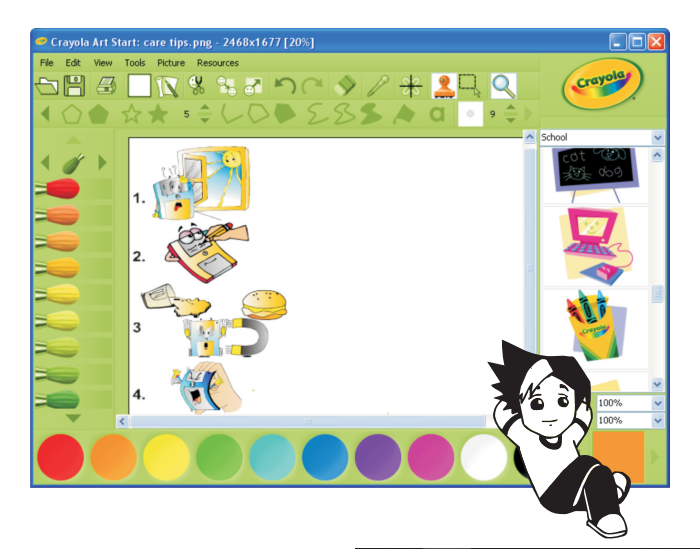 Crayola Art Start: care tips.png - 2468x1677 [20%]
File Edit View Tools Picture Resources
Crayola
5
9
School
cat
dog
1.
2.
Crayola
3
4.
100%
100%